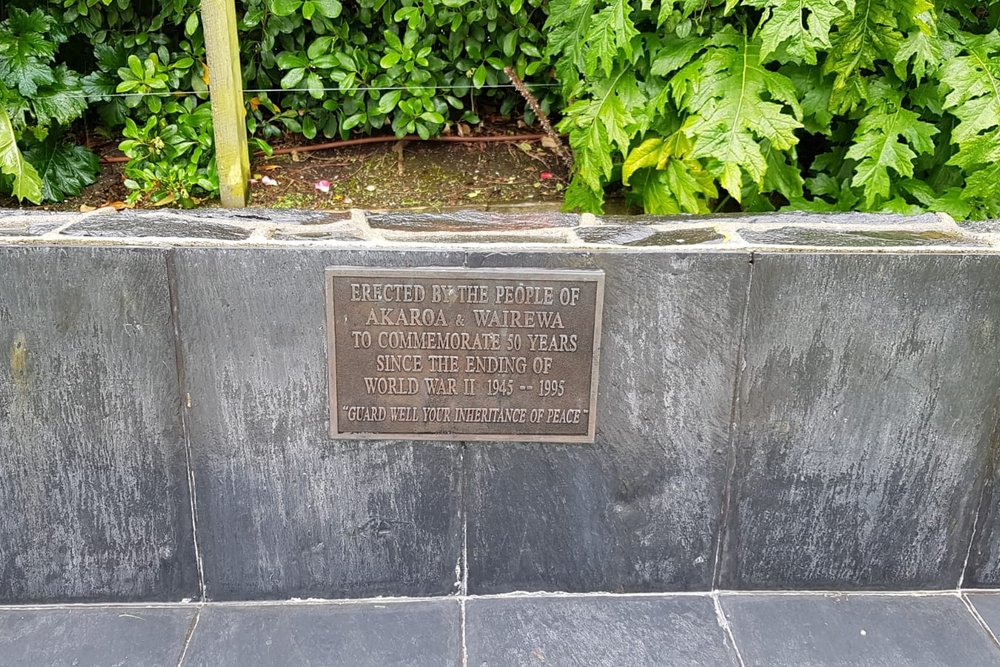 ERECTED BY THE PEOPLE OF
AKAROA & WAIREWA
TO COMMEMORATE 50 YEARS
SINCE THE ENDING OF
WORLD WAR II 1945 -- 1995
"GUARD WELL YOUR INHERITANCE OF PEACE"